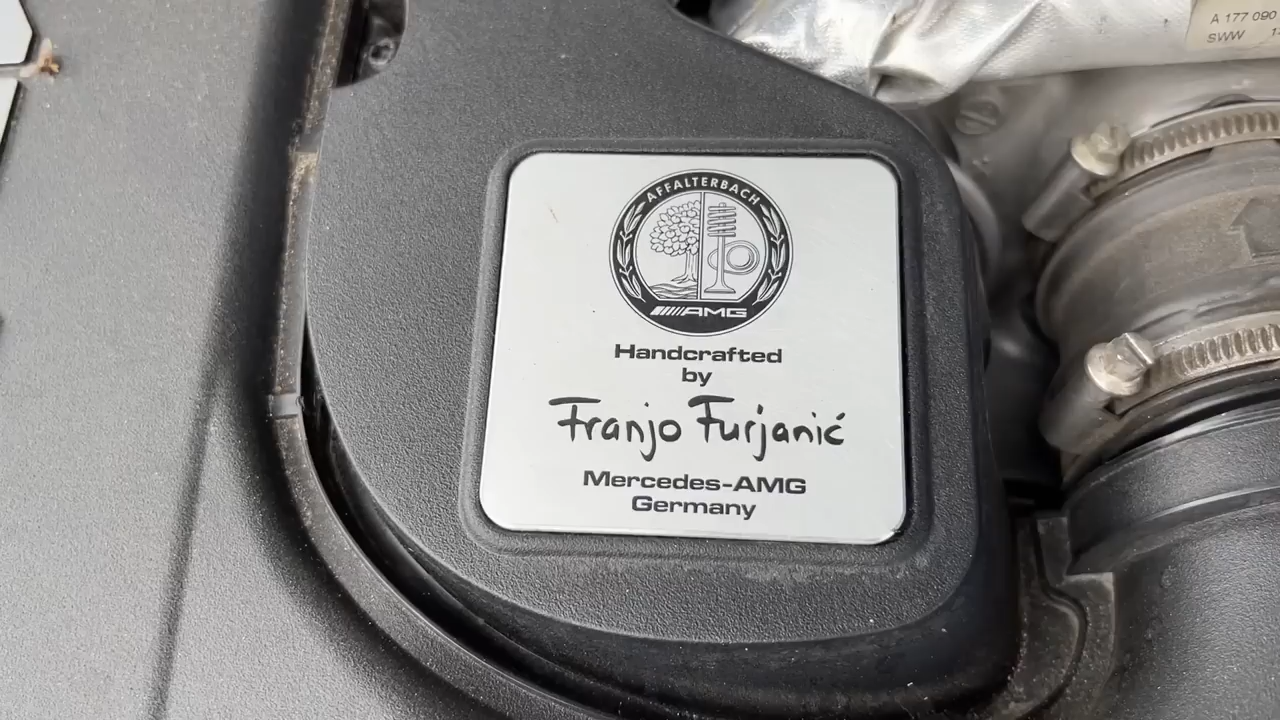 A 177 090
SWW
AFFALTERBACH
AMG
Handcrafted
by
Franjo Furjanić
Mercedes-AMG
Germany